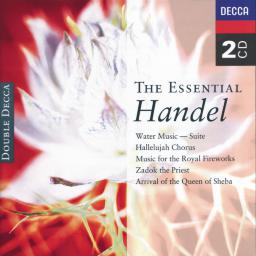 DECCA
2CD
DOUBLE DECCA
THE ESSENTIAL
Handel
Water Music — Suite
Hallelujah Chorus
Music for the Royal Fireworks
Zadok the Priest
Arrival of the Queen of Sheba